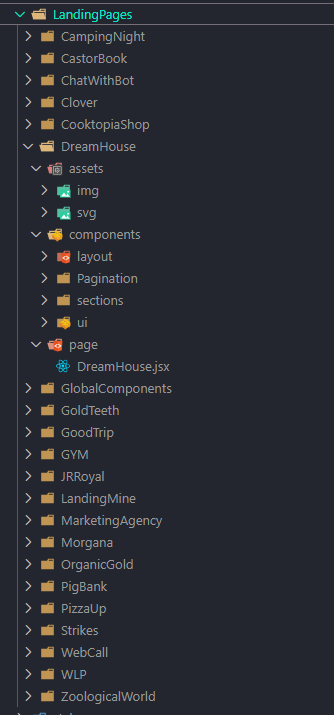 LandingPages
CampingNight
CastorBook
ChatWithBot
Clover
CooktopiaShop
DreamHouse
assets
img
svg
components
layout
Pagination
sections
ui
page
DreamHouse.jsx
GlobalComponents
GoldTeeth
GoodTrip
GYM
JRRoyal
LandingMine
MarketingAgency
Morgana
OrganicGold
PigBank
PizzaUp
Strikes
WebCall
WLP
ZoologicalWorld